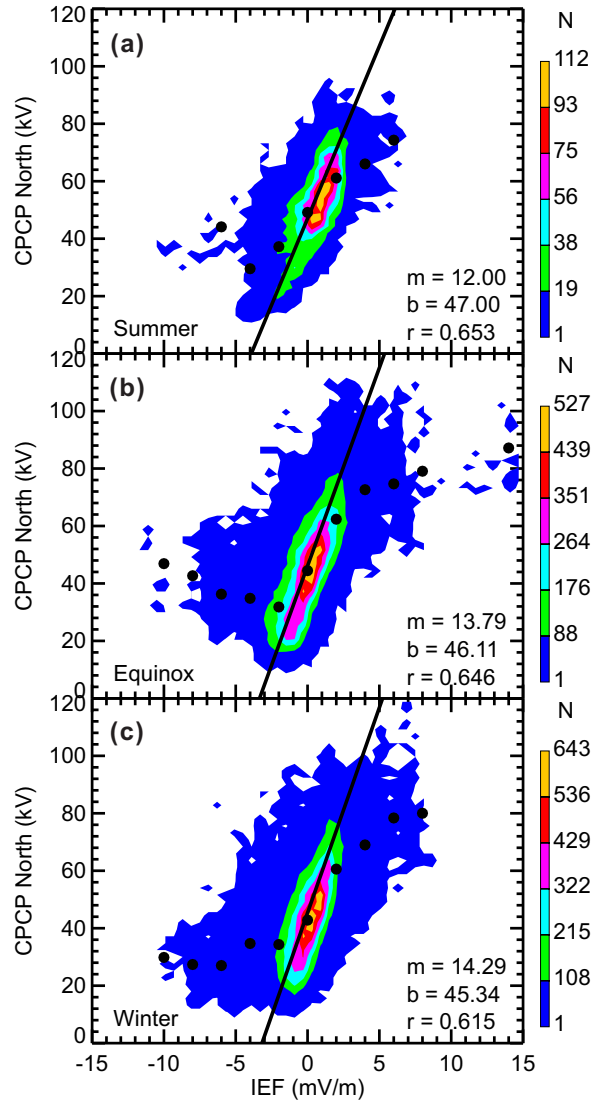 120
(a)
N
100
112
80
93
75
60
56
CPCP North (kV)
40
38
m = 12.00
20
19
b = 47.00
Summer
r = 0.653
0
1
120
(b)
N
100
527
80
439
351
60
264
CPCP North (kV)
40
176
m = 13.79
20
88
b = 46.11
Equinox
r = 0.646
0
1
120
(c)
N
100
643
80
536
429
60
322
CPCP North (kV)
40
215
m = 14.29
20
108
b = 45.34
Winter
r = 0.615
0
1
-15 -10 -5 0 5 10 15
IEF (mV/m)